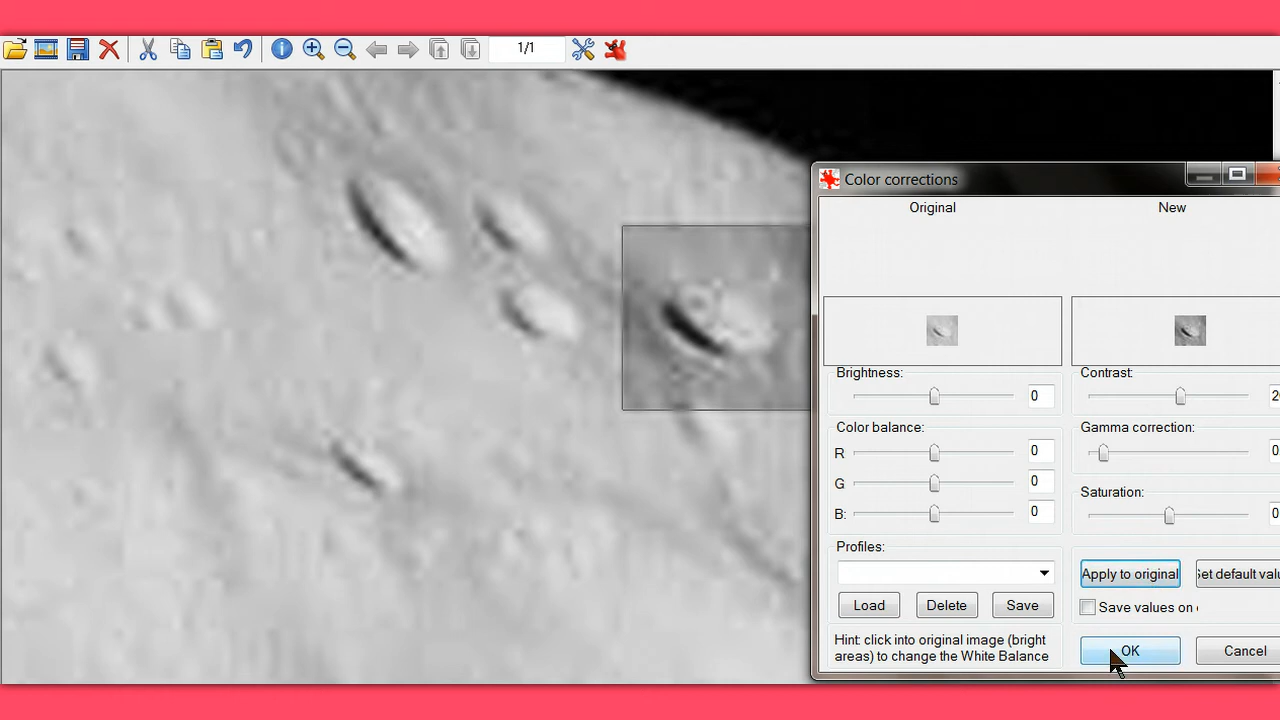 1/1
Color corrections
Original New
Brightness: Contrast:
0
Color balance: Gamma correction:
R 0
G 0
Saturation:
B: 0
Profiles:
Apply to original
Load Delete Save
Save values on
Hint: click into original image (bright
areas) to change the White Balance
OK Cancel